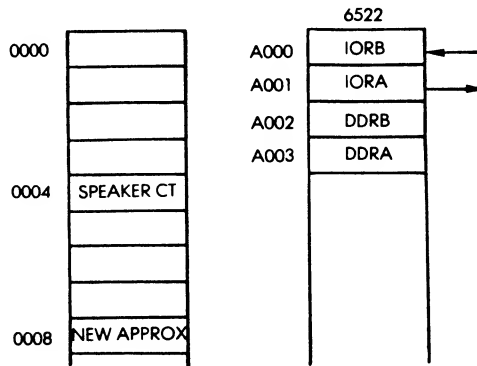 6522
0000
A000 IORB
A001 IORA
A002 DDRB
A003 DDRA
0004 SPEAKER CT
0008 NEW APPROX